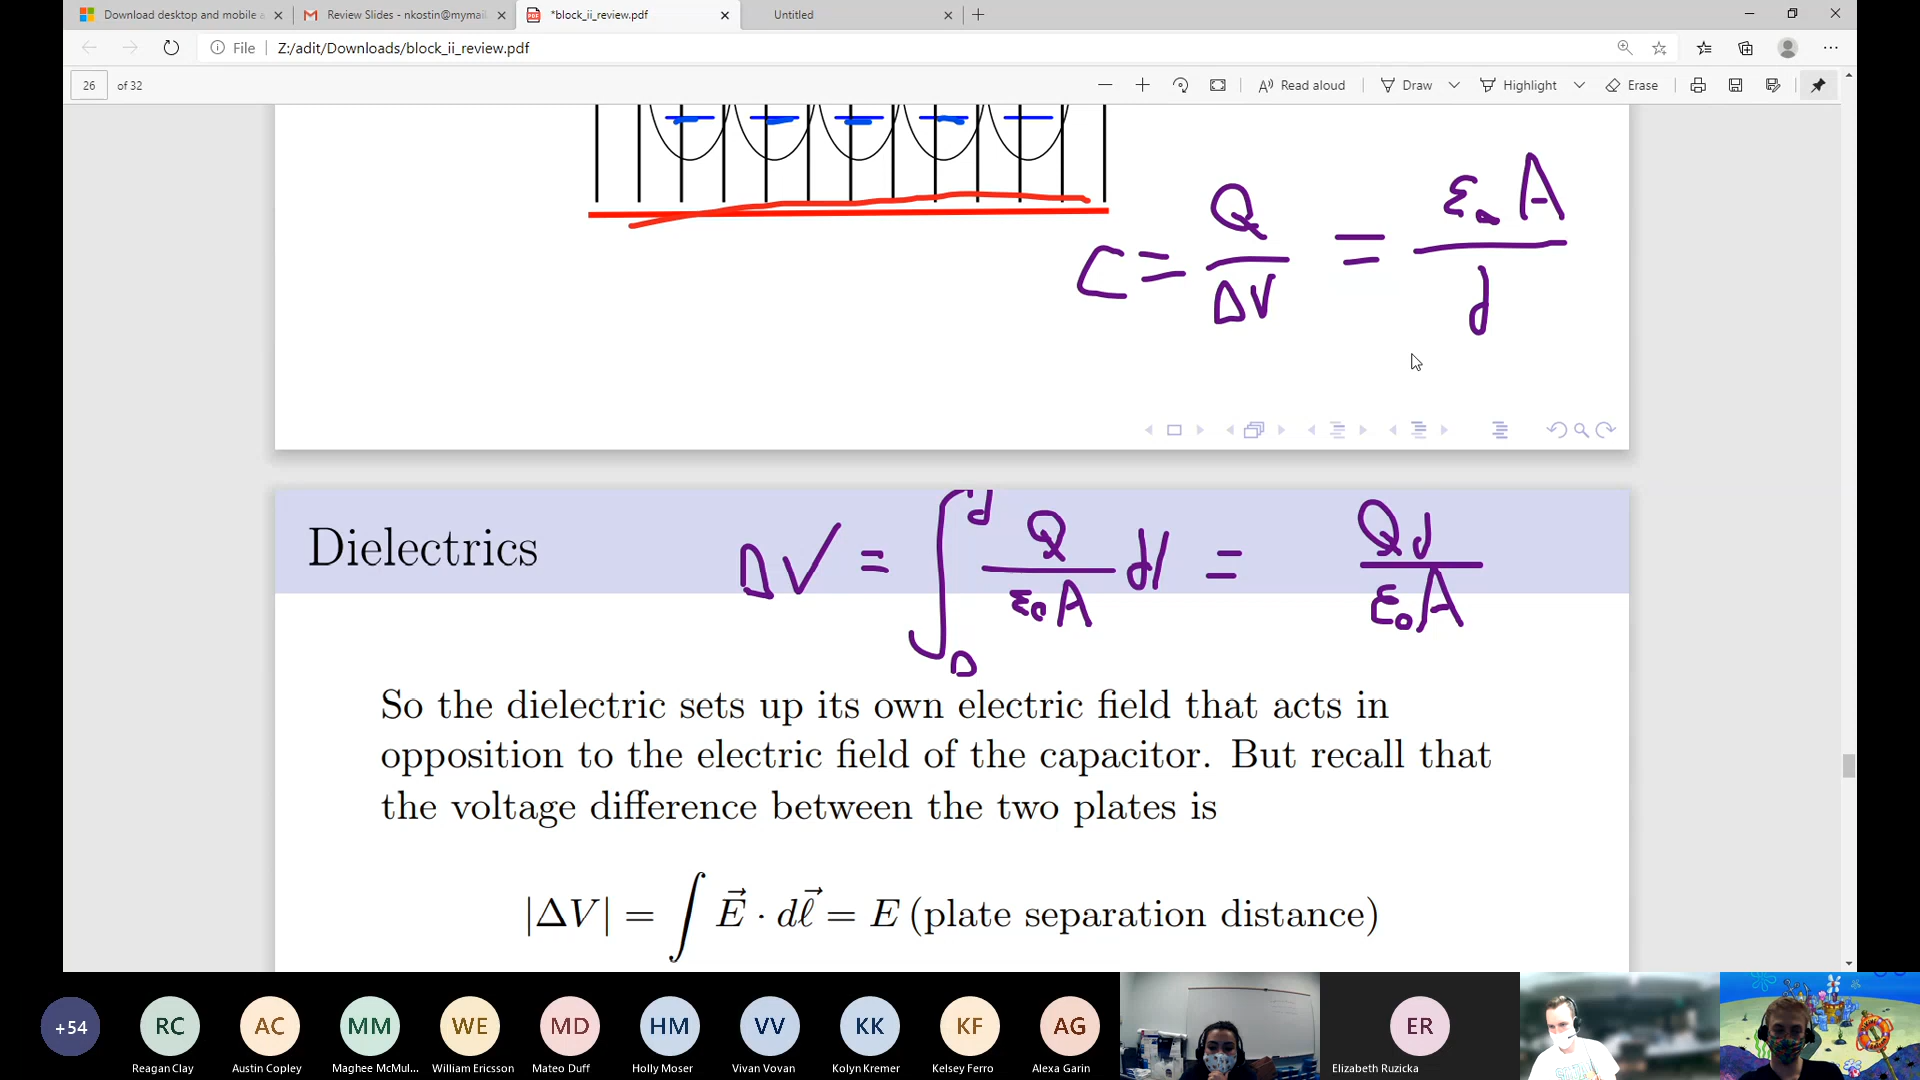 Download desktop and mobile a
Review Slides - nkostin@mymai
*block_ii_review.pdf
Untitled
File
Z:/adit/Downloads/block_ii_review.pdf
26
of 32
Read aloud
Draw
Highlight
Erase
C = Q/ΔV = ε₀A/d
Dielectrics
ΔV = ∫₀ᵈ Q/ε₀A dl = Qd/ε₀A
So the dielectric sets up its own electric field that acts in
opposition to the electric field of the capacitor. But recall that
the voltage difference between the two plates is
|ΔV| = ∫ E⃗ · dℓ⃗ = E (plate separation distance)
+54
RC
AC
MM
WE
MD
HM
VV
KK
KF
AG
ER
Reagan Clay
Austin Copley
Maghee McMul...
William Ericsson
Mateo Duff
Holly Moser
Vivan Vovan
Kolyn Kremer
Kelsey Ferro
Alexa Garin
Elizabeth Ruzicka